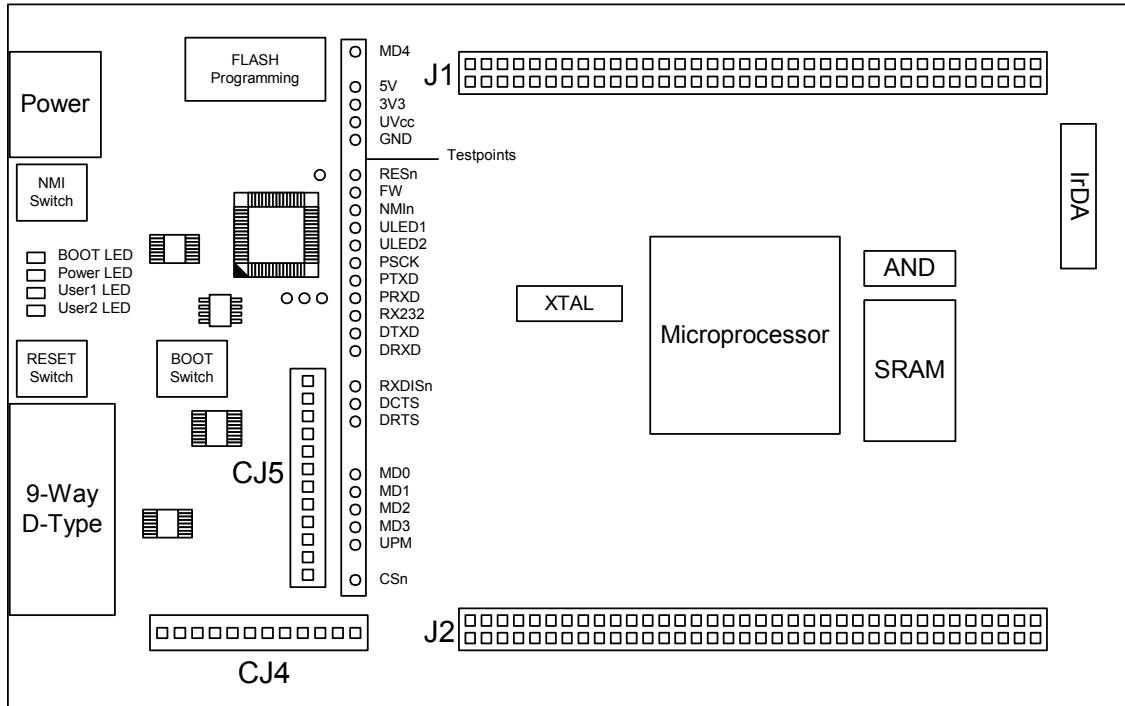 FLASH
Programming
MD4
J1
Power
5V
3V3
UVcc
GND
Testpoints
IrDA
NMI
Switch
RESn
FW
NMIn
ULED1
ULED2
PSCK
PTXD
PRXD
RX232
DTXD
DRXD
BOOT LED
Power LED
User1 LED
User2 LED
XTAL
Microprocessor
AND
SRAM
RESET
Switch
BOOT
Switch
RXDISn
DCTS
DRTS
CJ5
9-Way
D-Type
MD0
MD1
MD2
MD3
UPM
CSn
J2
CJ4